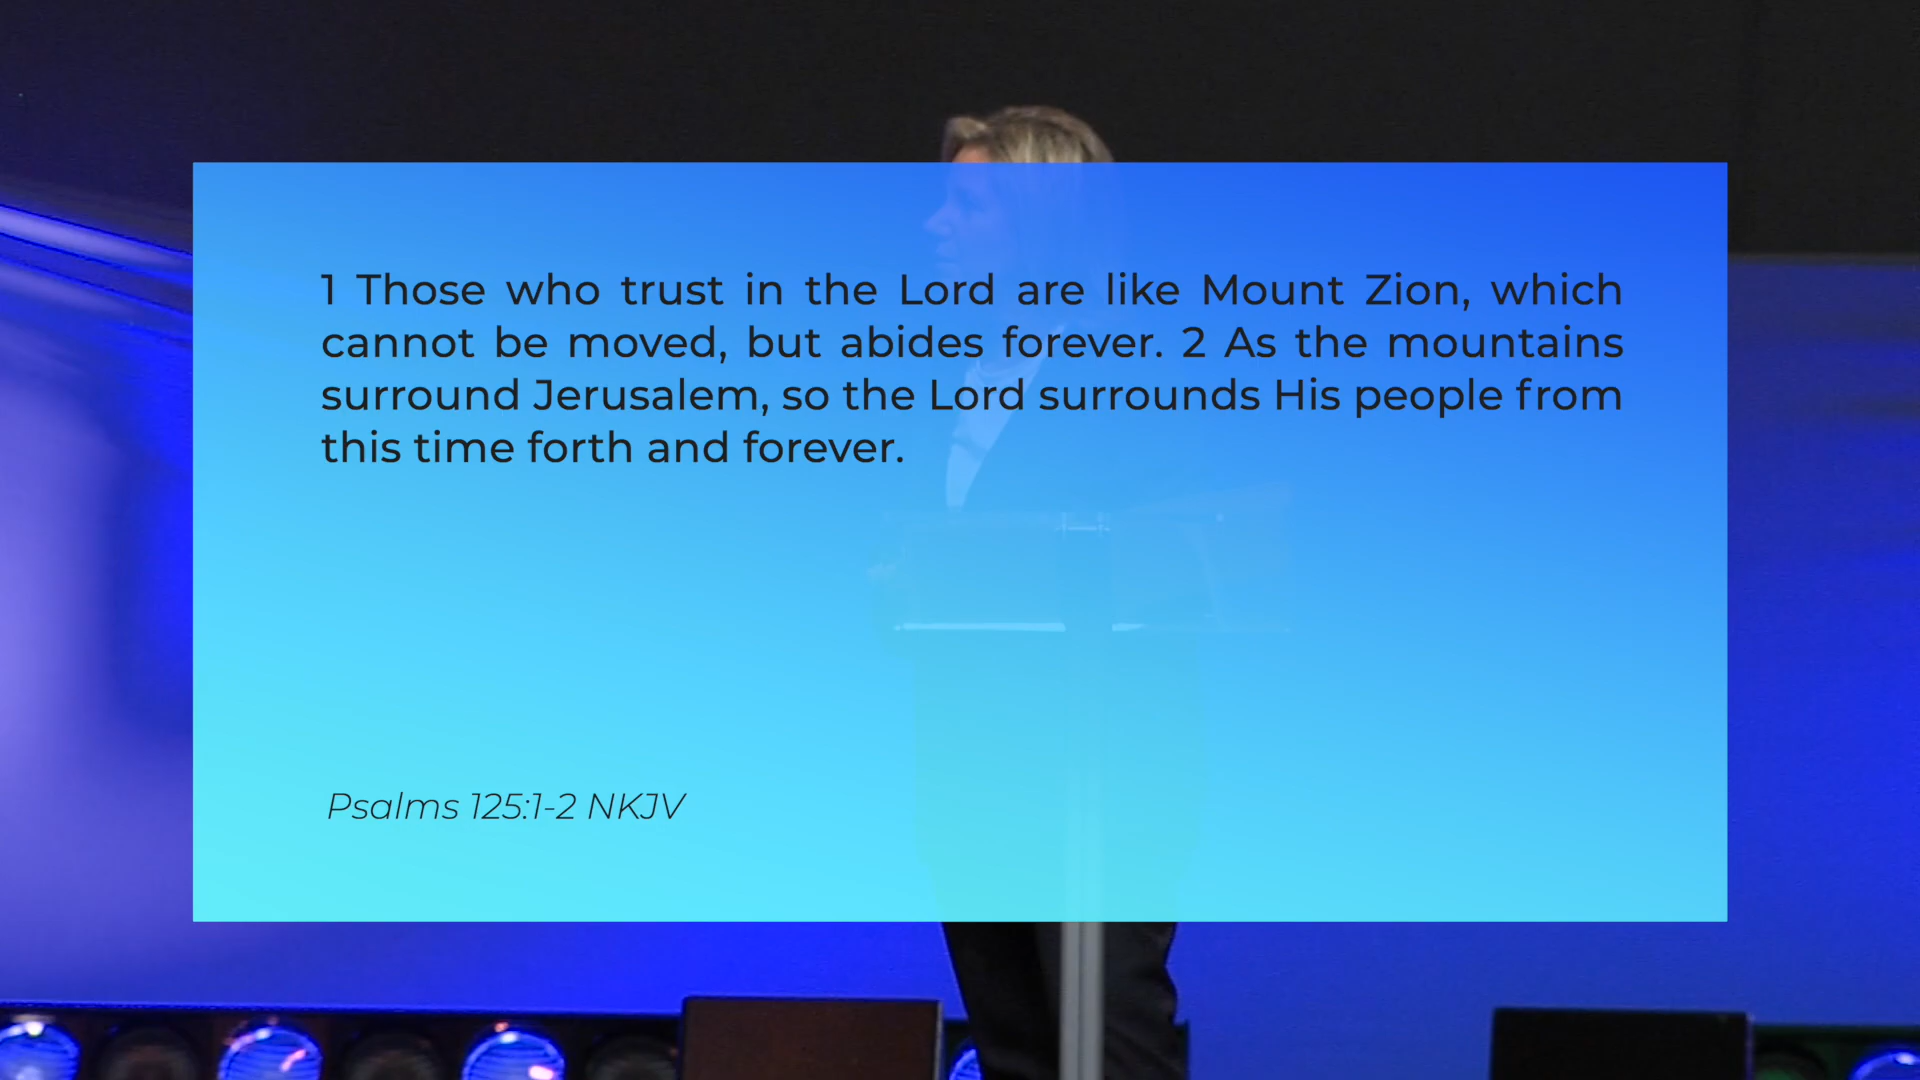 1 Those who trust in the Lord are like Mount Zion, which
cannot be moved, but abides forever. 2 As the mountains
surround Jerusalem, so the Lord surrounds His people from
this time forth and forever.
Psalms 125:1-2 NKJV